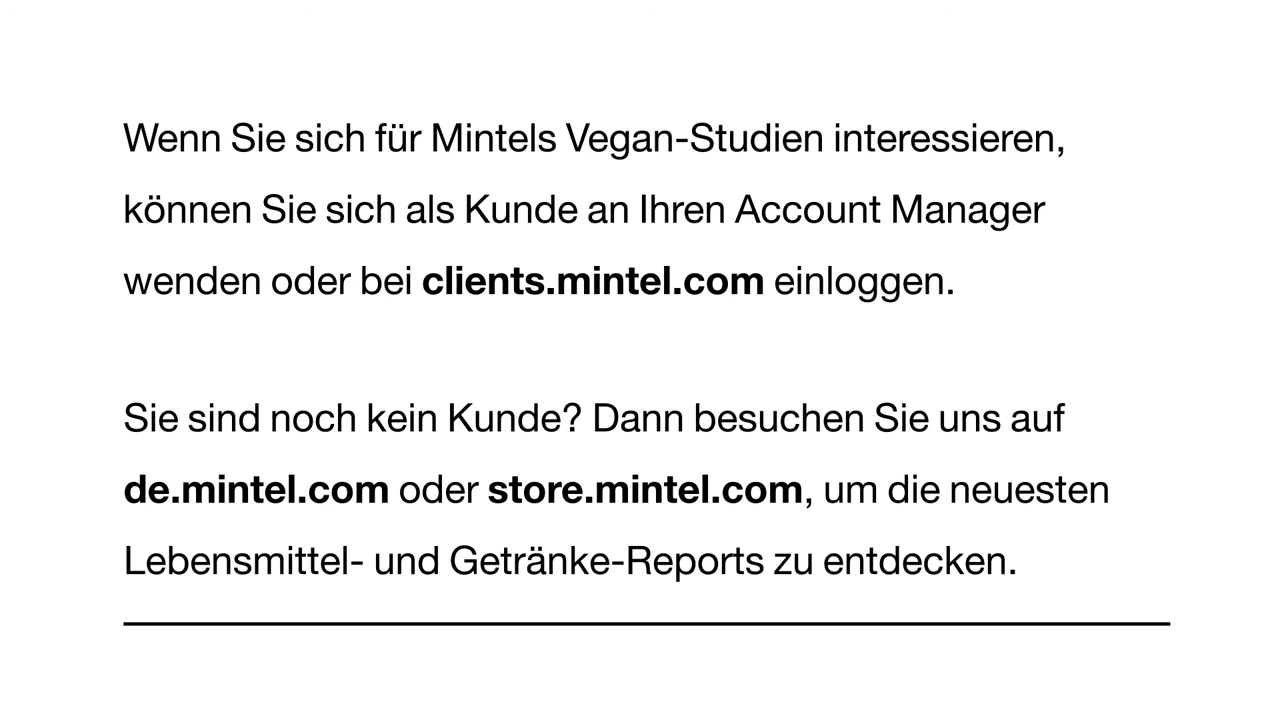 Wenn Sie sich für Mintels Vegan-Studien interessieren,
können Sie sich als Kunde an Ihren Account Manager
wenden oder bei clients.mintel.com einloggen.
Sie sind noch kein Kunde? Dann besuchen Sie uns auf
de.mintel.com oder store.mintel.com, um die neuesten
Lebensmittel- und Getränke-Reports zu entdecken.